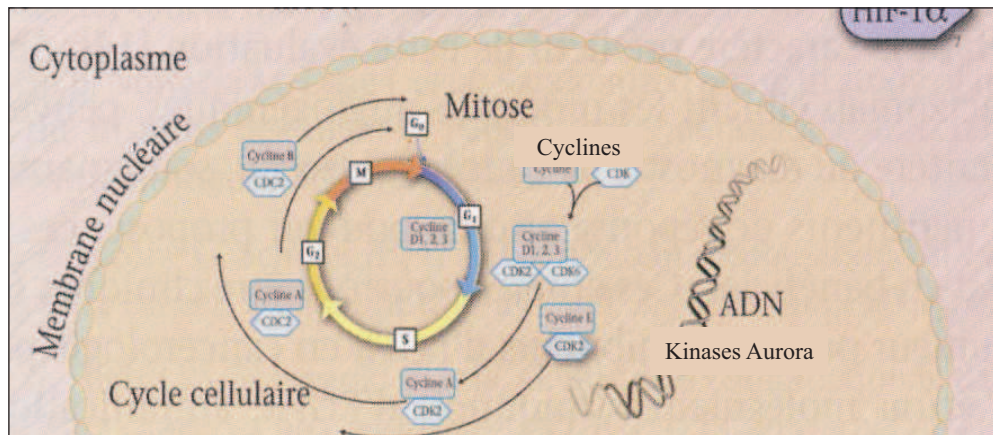 HIF-1α
Cytoplasme
Membrane nucléaire
Mitose
G0
Cyclines
Cycline
CDK
Cycline B
CDC2
M
G1
Cycline
D1, 2, 3
G2
Cycline
D1, 2, 3
CDK2
CDK6
Cycline A
CDC2
Cycline E
CDK2
ADN
S
Kinases Aurora
Cycle cellulaire
Cycline A
CDK2